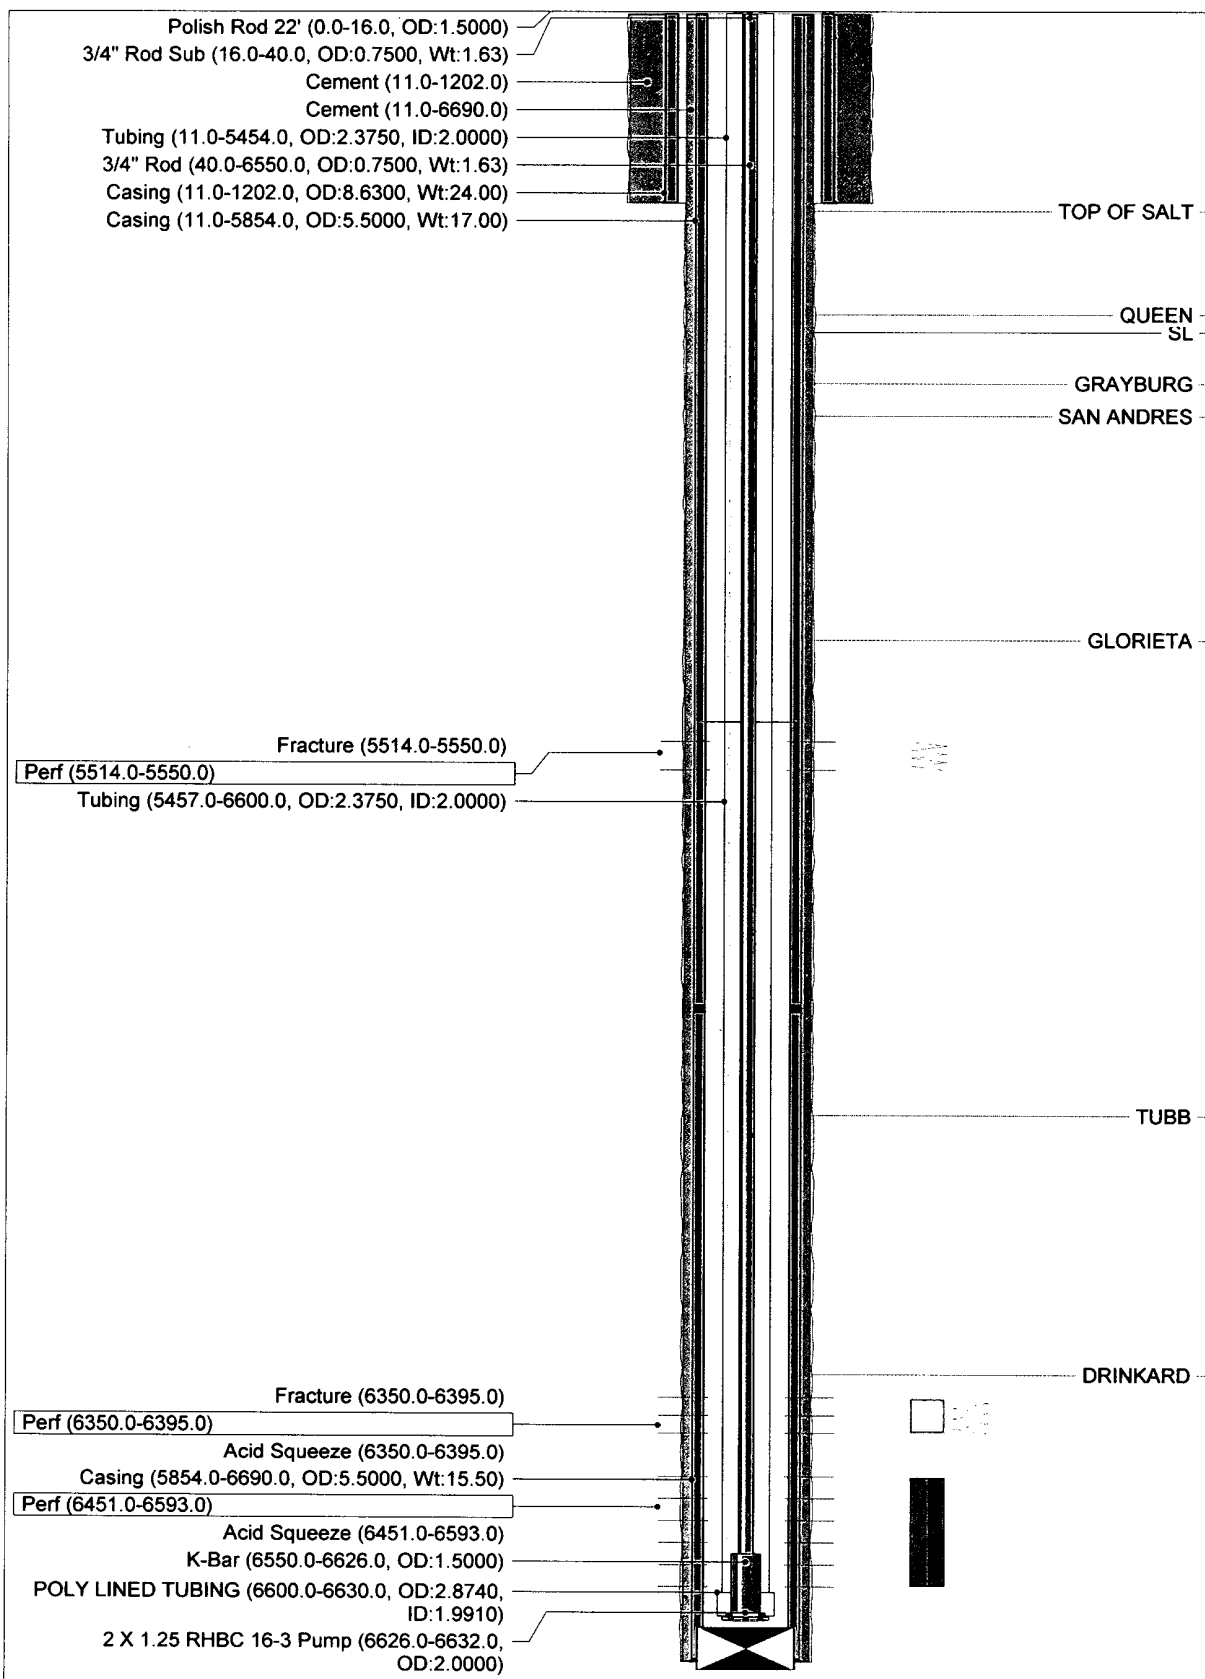 Polish Rod 22' (0.0-16.0, OD:1.5000)
3/4" Rod Sub (16.0-40.0, OD:0.7500, Wt:1.63)
Cement (11.0-1202.0)
Cement (11.0-6690.0)
Tubing (11.0-5454.0, OD:2.3750, ID:2.0000)
3/4" Rod (40.0-6550.0, OD:0.7500, Wt:1.63)
Casing (11.0-1202.0, OD:8.6300, Wt:24.00)
Casing (11.0-5854.0, OD:5.5000, Wt:17.00)
TOP OF SALT
QUEEN
SL
GRAYBURG
SAN ANDRES
GLORIETA
Fracture (5514.0-5550.0)
Perf (5514.0-5550.0)
Tubing (5457.0-6600.0, OD:2.3750, ID:2.0000)
TUBB
DRINKARD
Fracture (6350.0-6395.0)
Perf (6350.0-6395.0)
Acid Squeeze (6350.0-6395.0)
Casing (5854.0-6690.0, OD:5.5000, Wt:15.50)
Perf (6451.0-6593.0)
Acid Squeeze (6451.0-6593.0)
K-Bar (6550.0-6626.0, OD:1.5000)
POLY LINED TUBING (6600.0-6630.0, OD:2.8740,
ID:1.9910)
2 X 1.25 RHBC 16-3 Pump (6626.0-6632.0,
OD:2.0000)